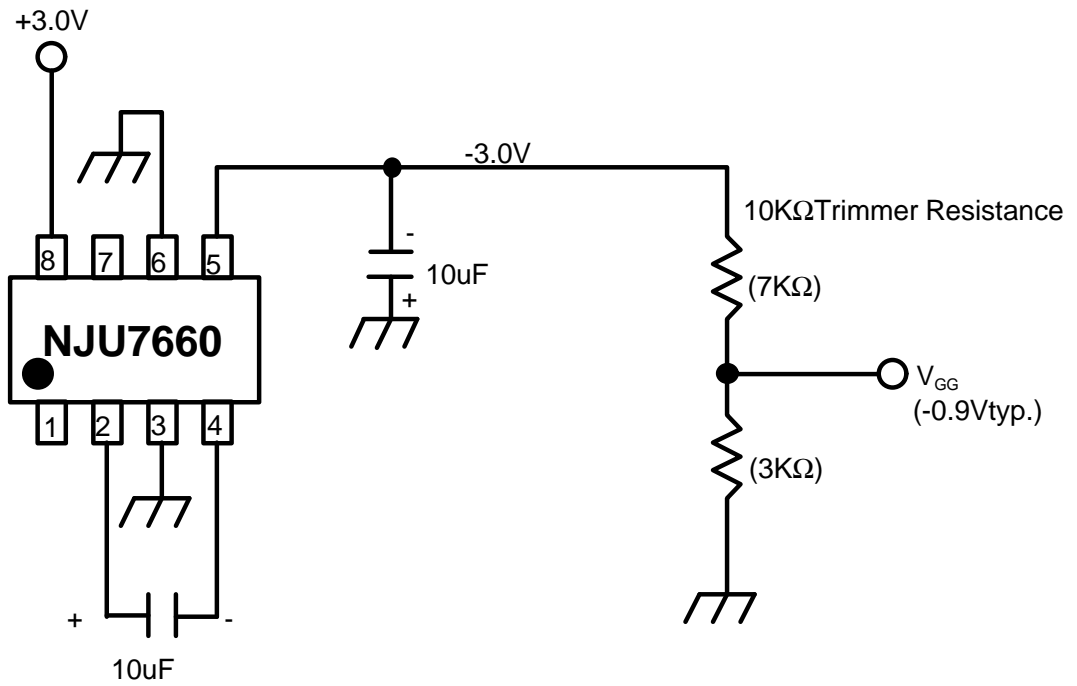 +3.0V
-3.0V
10KΩTrimmer Resistance
8
7
6
5
-
10uF
+
(7KΩ)
NJU7660
VGG
(-0.9Vtyp.)
1
2
3
4
(3KΩ)
+
-
10uF